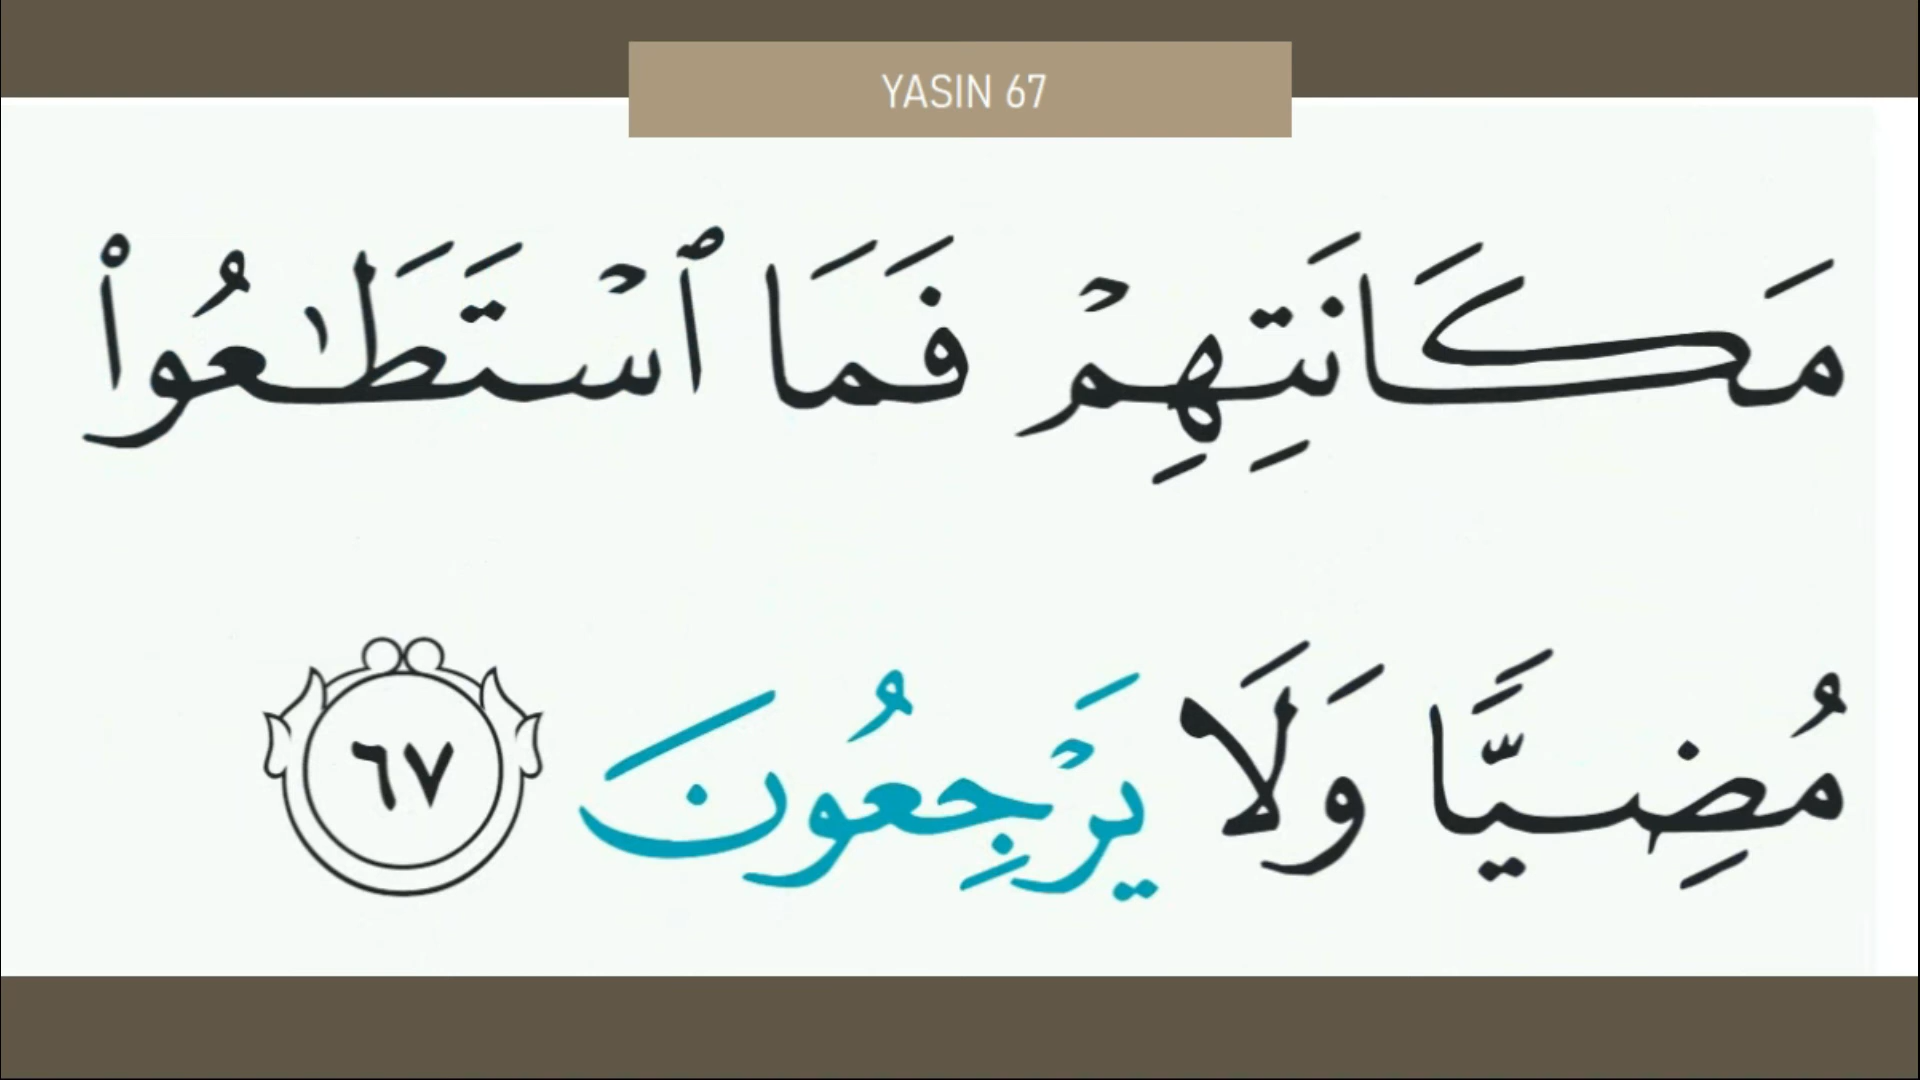 YASIN 67
مَكَانَتِهِمْ فَمَا ٱسْتَطَـٰعُوا۟
مُضِيًّا وَلَا يَرْجِعُونَ ٦٧